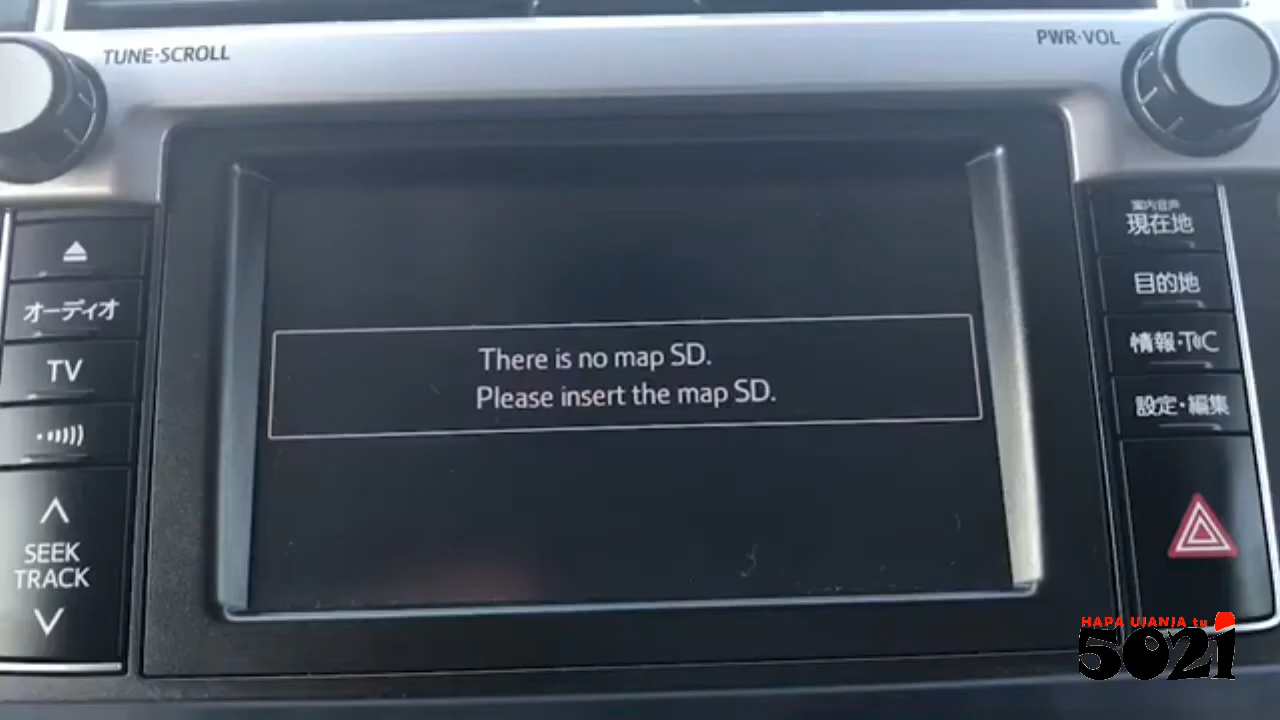 TUNE·SCROLL
PWR·VOL
オーディオ
TV
SEEK
TRACK
There is no map SD.
Please insert the map SD.
案内音声
現在地
目的地
情報·TC
設定·編集
HAPA UJANJA tu
5021